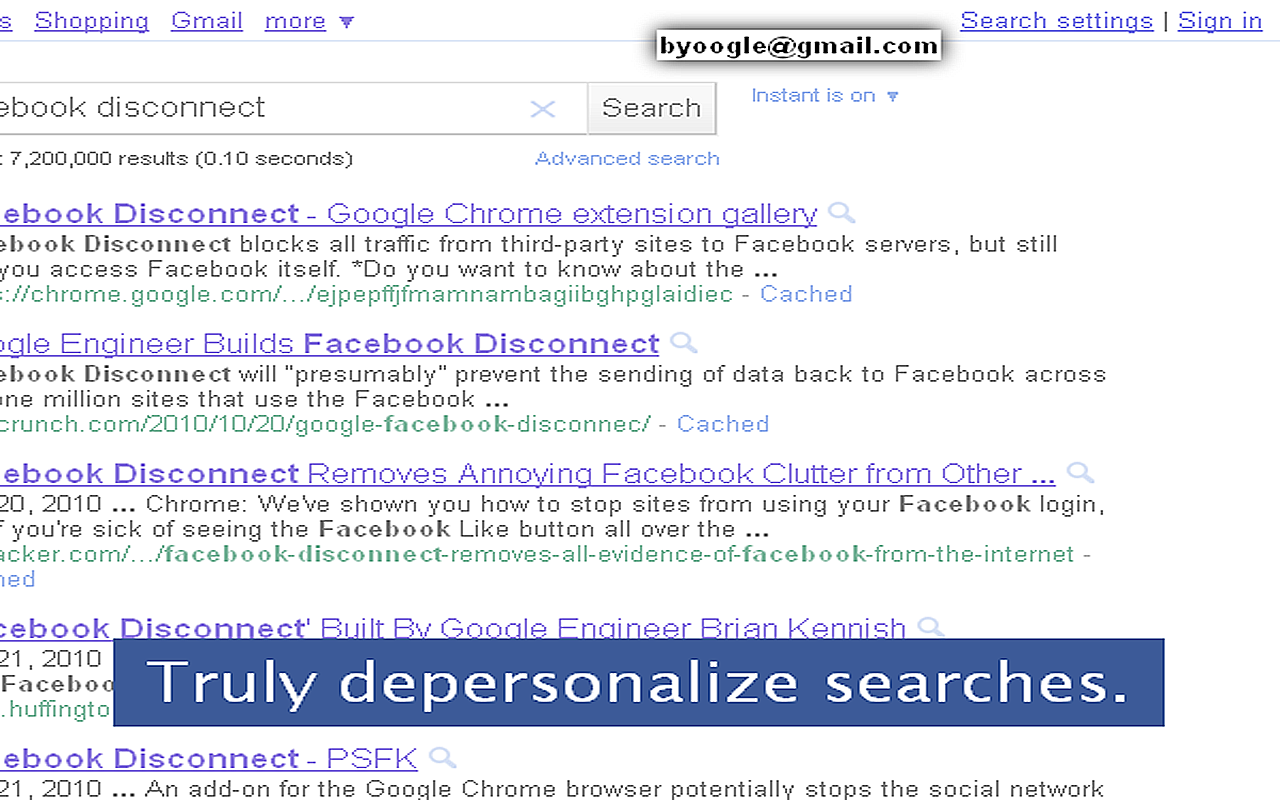 s Shopping Gmail more ▼
byoogle@gmail.com
Search settings | Sign in
ebook disconnect
Search
Instant is on ▼
: 7,200,000 results (0.10 seconds)
Advanced search
ebook Disconnect - Google Chrome extension gallery
ebook Disconnect blocks all traffic from third-party sites to Facebook servers, but still
you access Facebook itself. *Do you want to know about the ...
s://chrome.google.com/.../ejpepffjfmamnambagiibghpglaidiec - Cached
ogle Engineer Builds Facebook Disconnect
ebook Disconnect will "presumably" prevent the sending of data back to Facebook across
one million sites that use the Facebook ...
crunch.com/2010/10/20/google-facebook-disconnec/ - Cached
ebook Disconnect Removes Annoying Facebook Clutter from Other ...
20, 2010 ... Chrome: We've shown you how to stop sites from using your Facebook login,
f you're sick of seeing the Facebook Like button all over the ...
acker.com/.../facebook-disconnect-removes-all-evidence-of-facebook-from-the-internet -
hed
cebook Disconnect' Built By Google Engineer Brian Kennish
21, 2010
Faceboo
.huffingto
Truly depersonalize searches.
ebook Disconnect - PSFK
21, 2010 ... An add-on for the Google Chrome browser potentially stops the social network